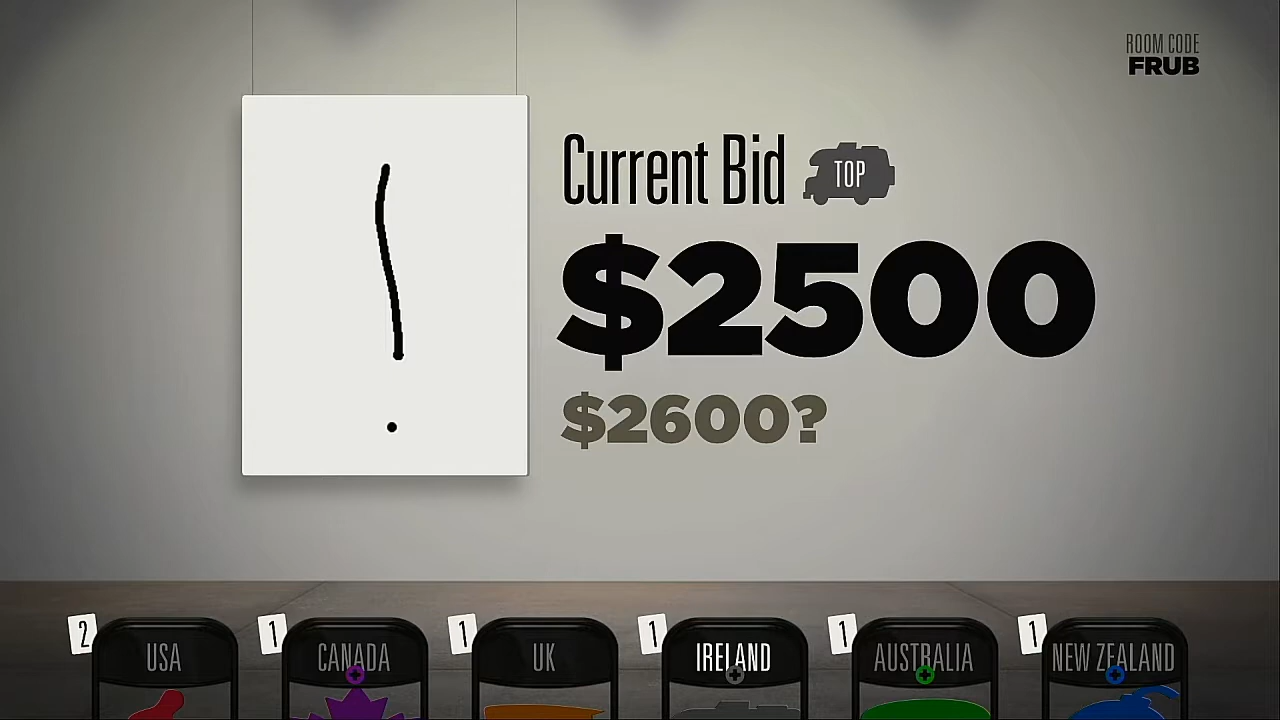 ROOM CODE
FRUB
Current Bid TOP
$2500
$2600?
2 USA 1 CANADA 1 UK 1 IRELAND 1 AUSTRALIA 1 NEW ZEALAND